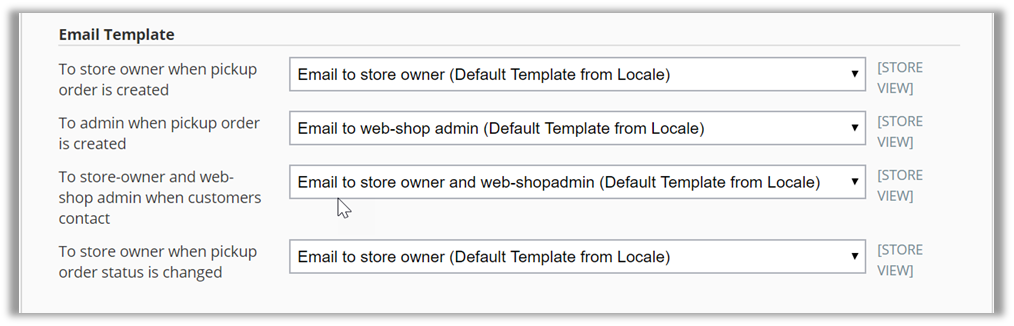 Email Template
To store owner when pickup
order is created
Email to store owner (Default Template from Locale)
[STORE
VIEW]
To admin when pickup order
is created
Email to web-shop admin (Default Template from Locale)
[STORE
VIEW]
To store-owner and web-
shop admin when customers
contact
Email to store owner and web-shopadmin (Default Template from Locale)
[STORE
VIEW]
To store owner when pickup
order status is changed
Email to store owner (Default Template from Locale)
[STORE
VIEW]